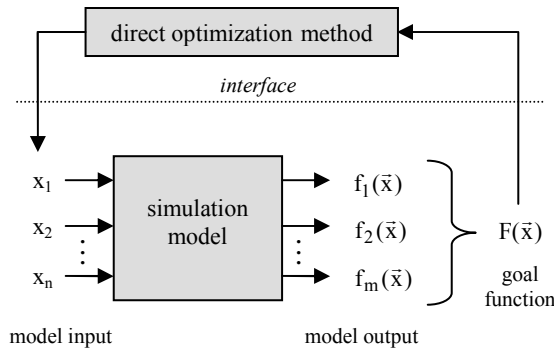 direct optimization method
interface
x₁
f₁(x⃗)
x₂
simulation
model
f₂(x⃗)
F(x⃗)
xₙ
fₘ(x⃗)
goal
function
model input
model output